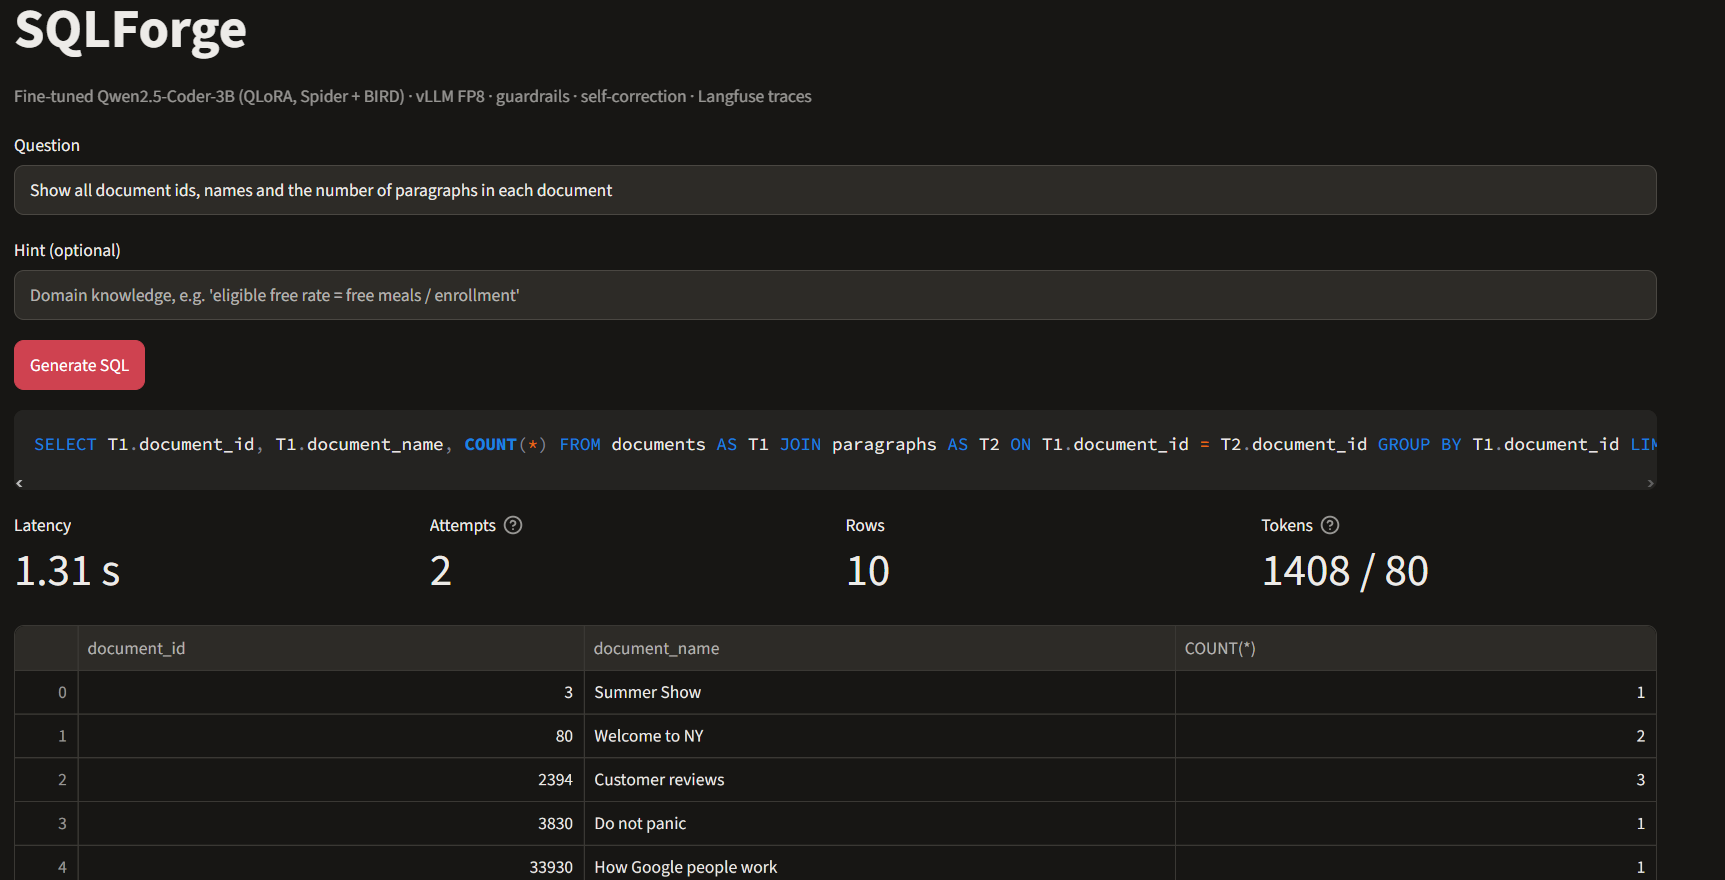 SQLForge
Fine-tuned Qwen2.5-Coder-3B (QLoRA, Spider + BIRD) · vLLM FP8 · guardrails · self-correction · Langfuse traces
Question
Show all document ids, names and the number of paragraphs in each document
Hint (optional)
Domain knowledge, e.g. 'eligible free rate = free meals / enrollment'
Generate SQL
SELECT T1.document_id, T1.document_name, COUNT(*) FROM documents AS T1 JOIN paragraphs AS T2 ON T1.document_id = T2.document_id GROUP BY T1.document_id LIM
Latency Attempts Rows Tokens
1.31 s 2 10 1408 / 80
document_id document_name COUNT(*)
0 3 Summer Show 1
1 80 Welcome to NY 2
2 2394 Customer reviews 3
3 3830 Do not panic 1
4 33930 How Google people work 1